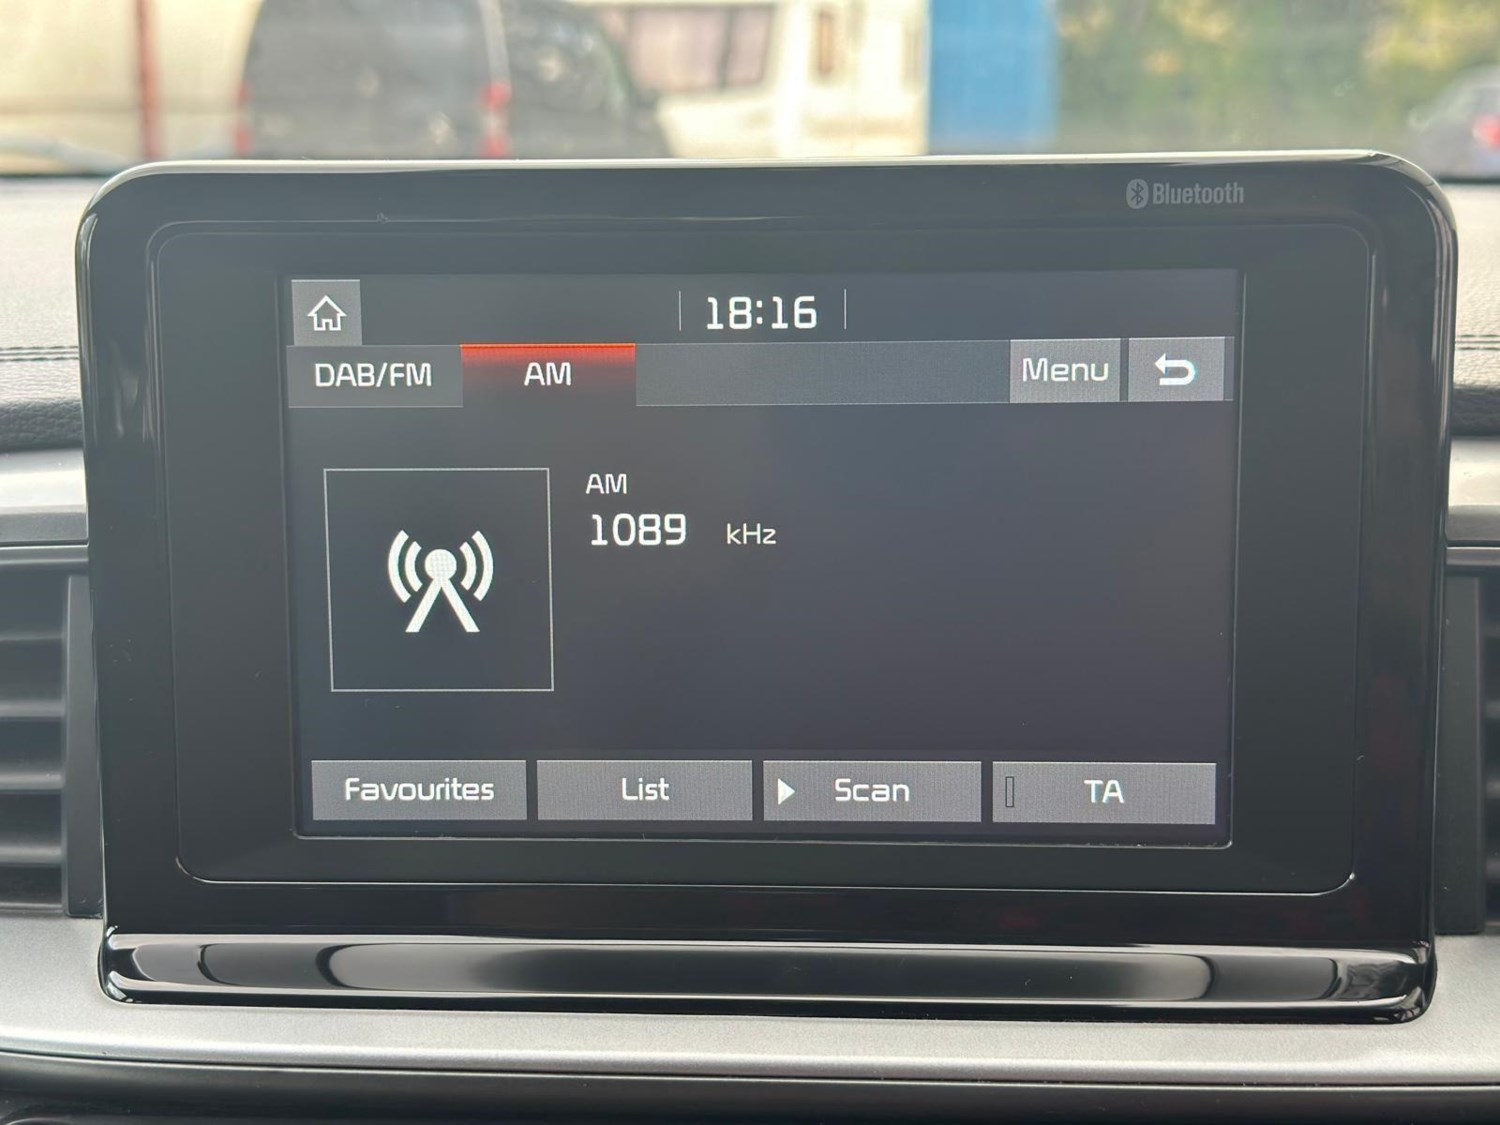 Bluetooth
18:16
DAB/FM AM Menu
AM
1089 kHz
Favourites List Scan TA